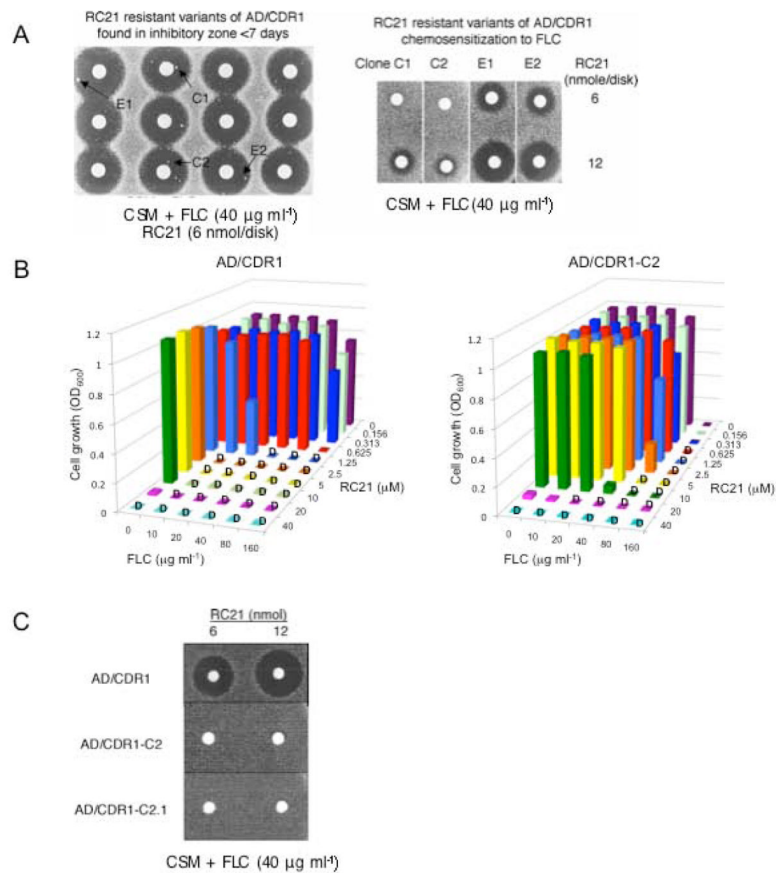 A
RC21 resistant variants of AD/CDR1
found in inhibitory zone <7 days
E1
C1
C2
E2
CSM + FLC (40 µg ml-1)
RC21 (6 nmol/disk)
RC21 resistant variants of AD/CDR1
chemosensitization to FLC
Clone C1 C2 E1 E2 RC21
(nmole/disk)
6
12
CSM + FLC (40 µg ml-1)
B
AD/CDR1
Cell growth (OD600)
1.2
1
0.8
0.6
0.4
0.2
0
D D D
D D D D D
D D D D D
D D D D D
D D D D D
D D D D D D
0 10 20 40 80 160
FLC (µg ml-1)
0
0.156
0.313
0.625
1.25
2.5
5
10
20
40
RC21 (µM)
AD/CDR1-C2
Cell growth (OD600)
1.2
1
0.8
0.6
0.4
0.2
0
D
D D
D D
D D D D
D D D D D D
0 10 20 40 80 160
FLC (µg ml-1)
0
0.156
0.313
0.625
1.25
2.5
5
10
20
40
RC21 (µM)
C
RC21 (nmol)
6 12
AD/CDR1
AD/CDR1-C2
AD/CDR1-C2.1
CSM + FLC (40 µg ml-1)